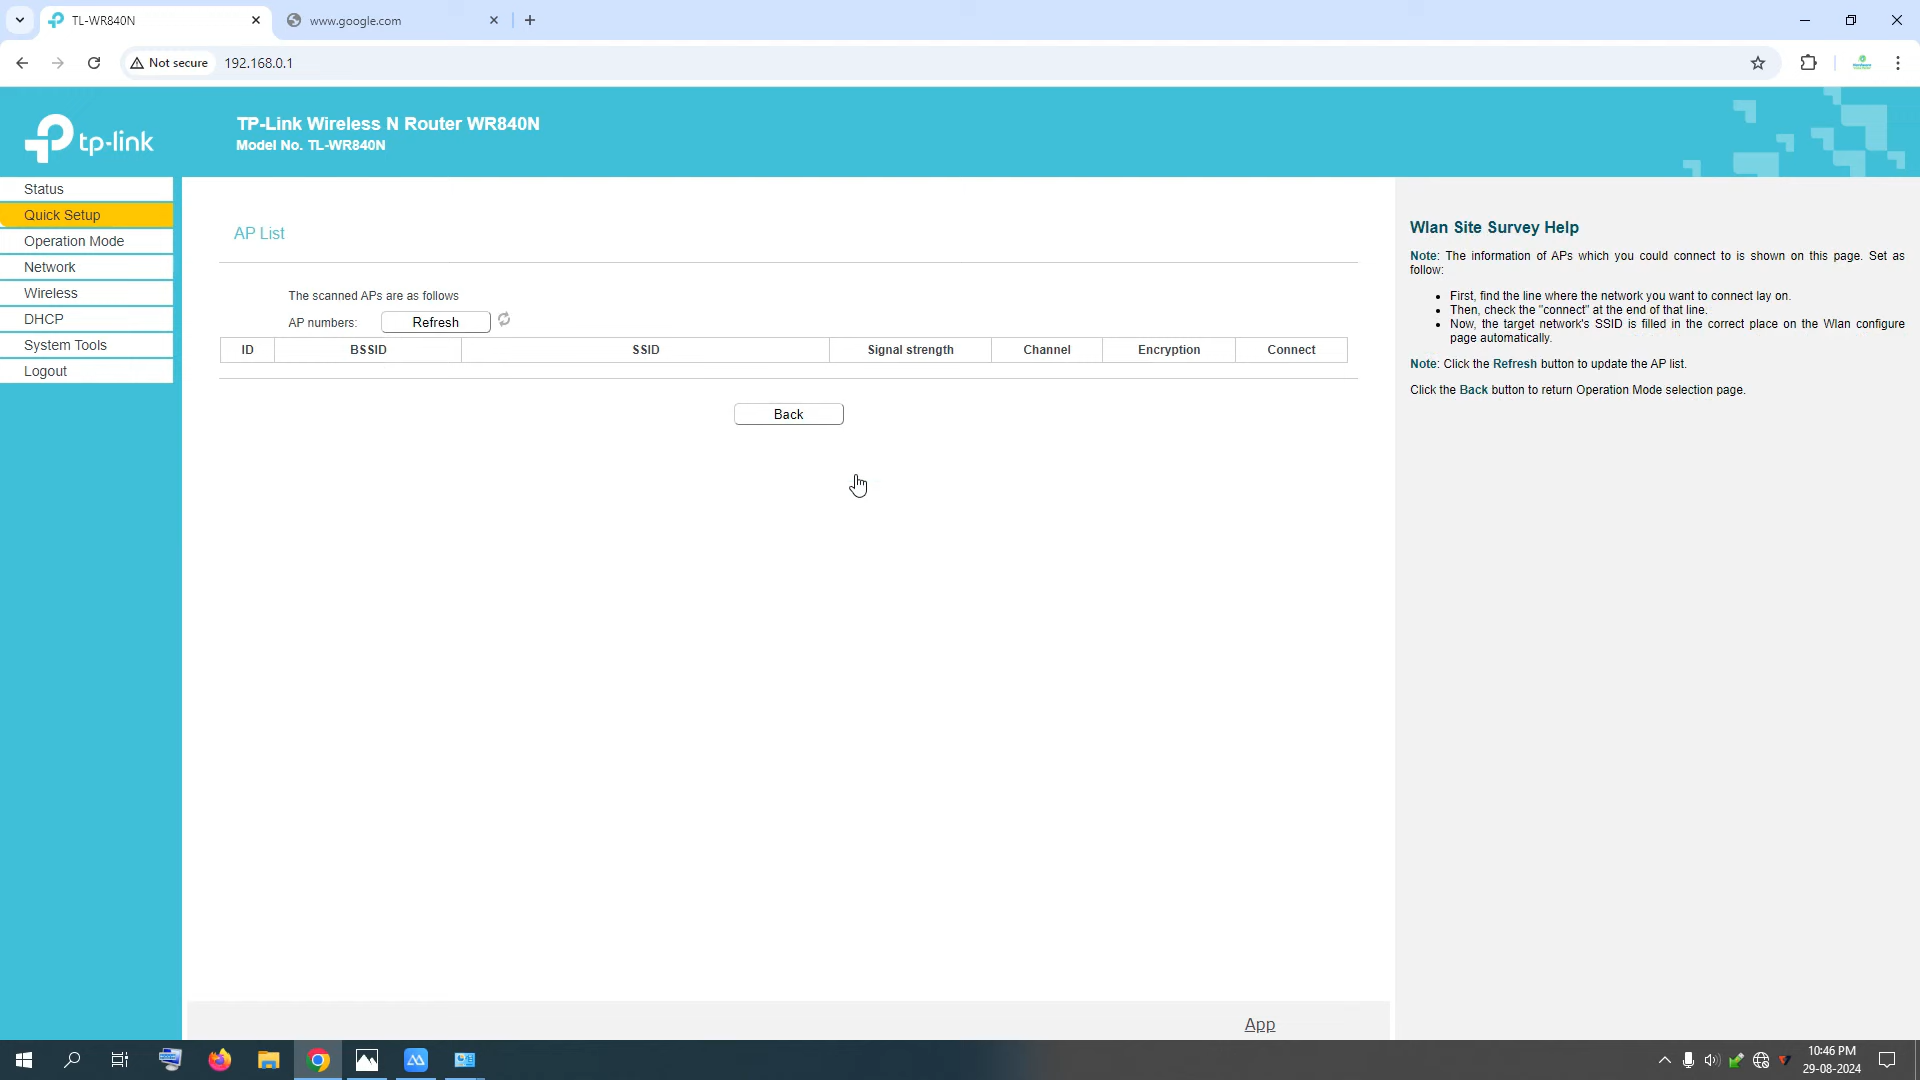 TL-WR840N
www.google.com
Not secure
192.168.0.1
tp-link
TP-Link Wireless N Router WR840N
Model No. TL-WR840N
Status
Quick Setup
Operation Mode
Network
Wireless
DHCP
System Tools
Logout
AP List
The scanned APs are as follows
AP numbers:
Refresh
ID
BSSID
SSID
Signal strength
Channel
Encryption
Connect
Back
App
Wlan Site Survey Help
Note: The information of APs which you could connect to is shown on this page. Set as
follow:
First, find the line where the network you want to connect lay on.
Then, check the "connect" at the end of that line.
Now, the target network's SSID is filled in the correct place on the Wlan configure
page automatically.
Note: Click the Refresh button to update the AP list.
Click the Back button to return Operation Mode selection page.
10:46 PM
29-08-2024